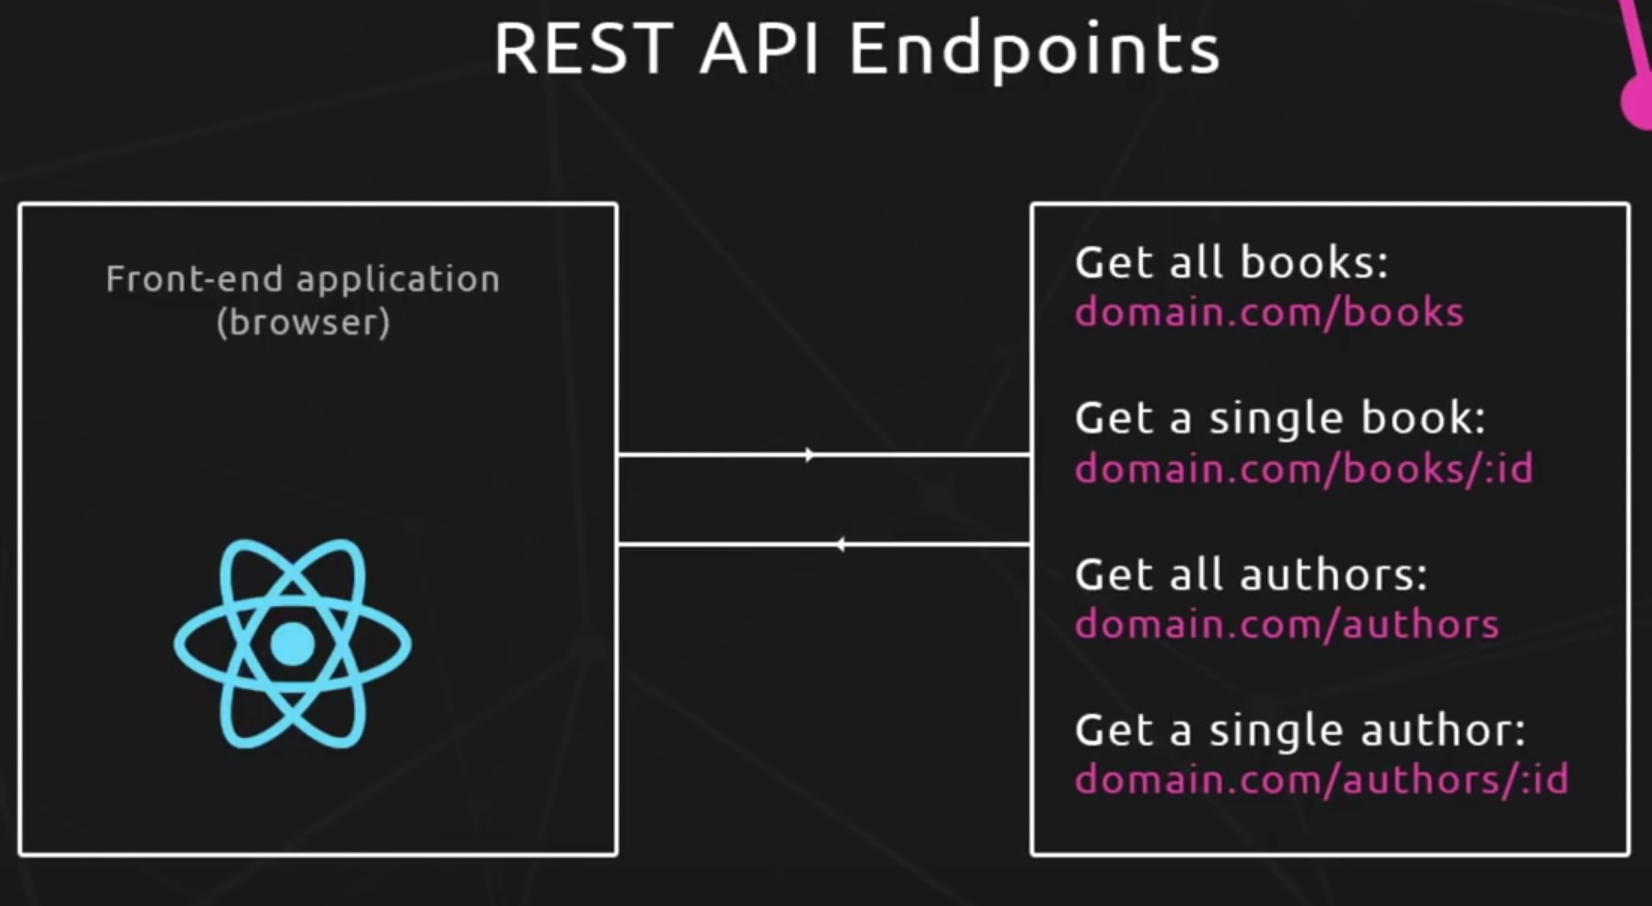 REST API Endpoints
Front-end application
(browser)
Get all books:
domain.com/books
Get a single book:
domain.com/books/:id
Get all authors:
domain.com/authors
Get a single author:
domain.com/authors/:id